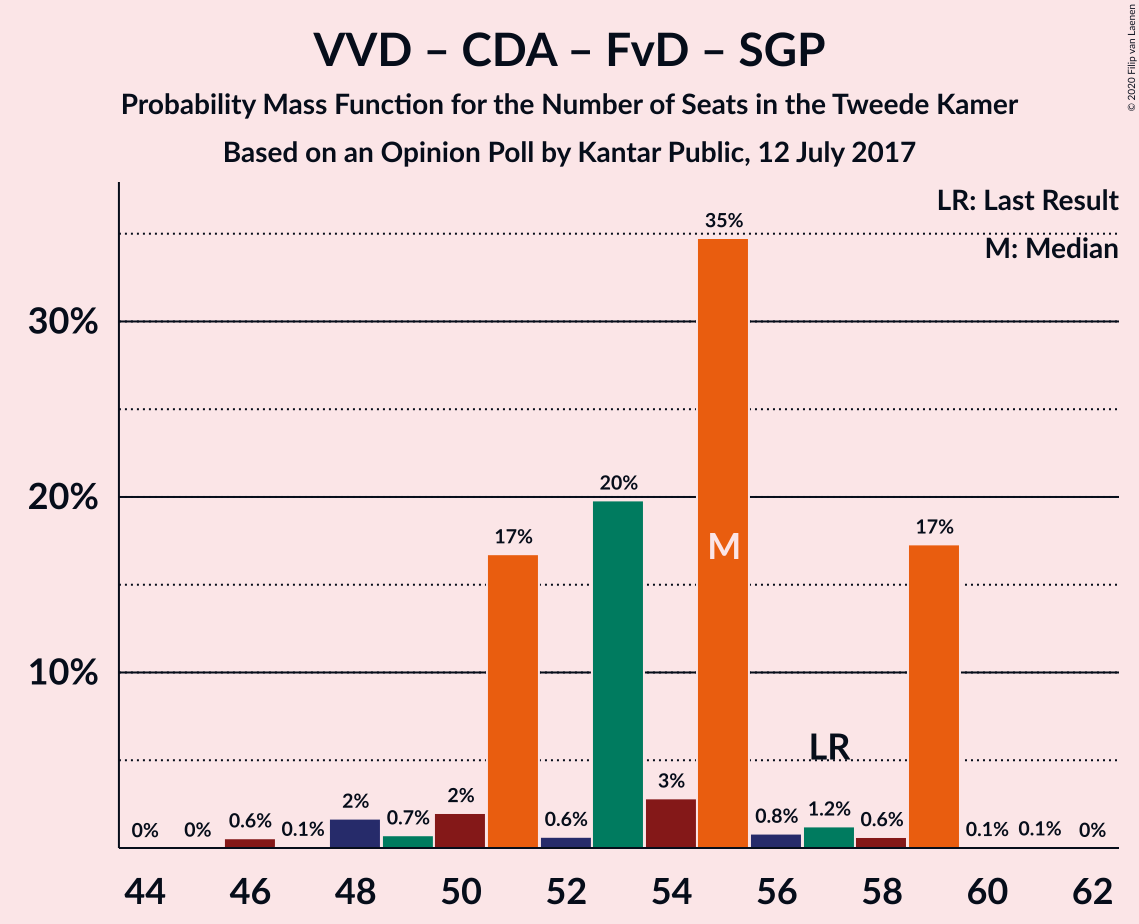 VVD – CDA – FvD – SGP
Probability Mass Function for the Number of Seats in the Tweede Kamer
Based on an Opinion Poll by Kantar Public, 12 July 2017
© 2020 Filip van Laenen
LR: Last Result
M: Median
30%
20%
10%
0%
0%
0.6%
0.1%
2%
0.7%
2%
17%
0.6%
20%
3%
35%
M
0.8%
LR
1.2%
0.6%
17%
0.1%
0.1%
0%
44 46 48 50 52 54 56 58 60 62